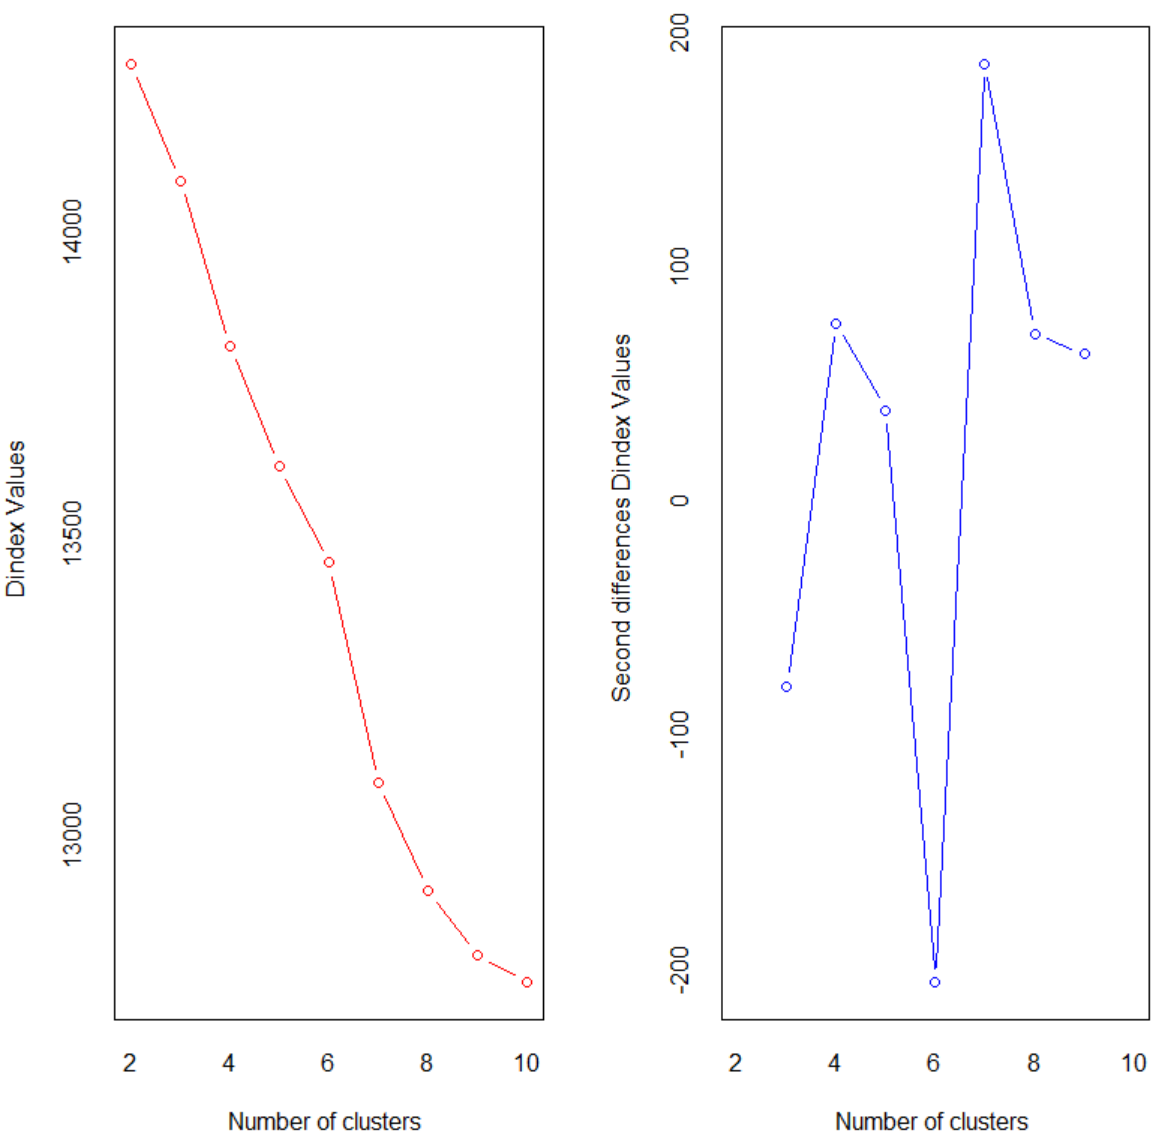 Dindex Values
14000
13500
13000
2 4 6 8 10
Number of clusters
Second differences Dindex Values
200
100
0
-100
-200
2 4 6 8 10
Number of clusters